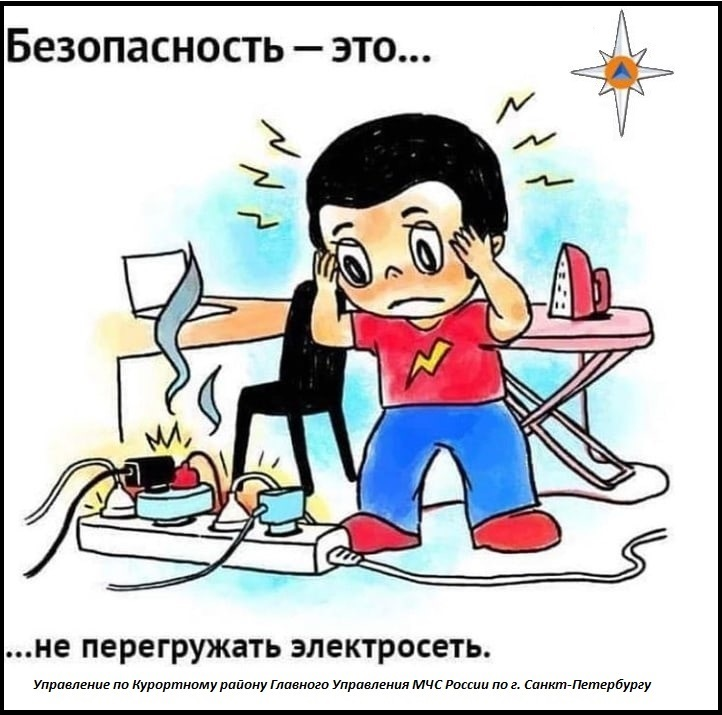 Безопасность – это...
...не перегружать электросеть.
Управление по Курортному району Главного Управления МЧС России по г. Санкт-Петербургу